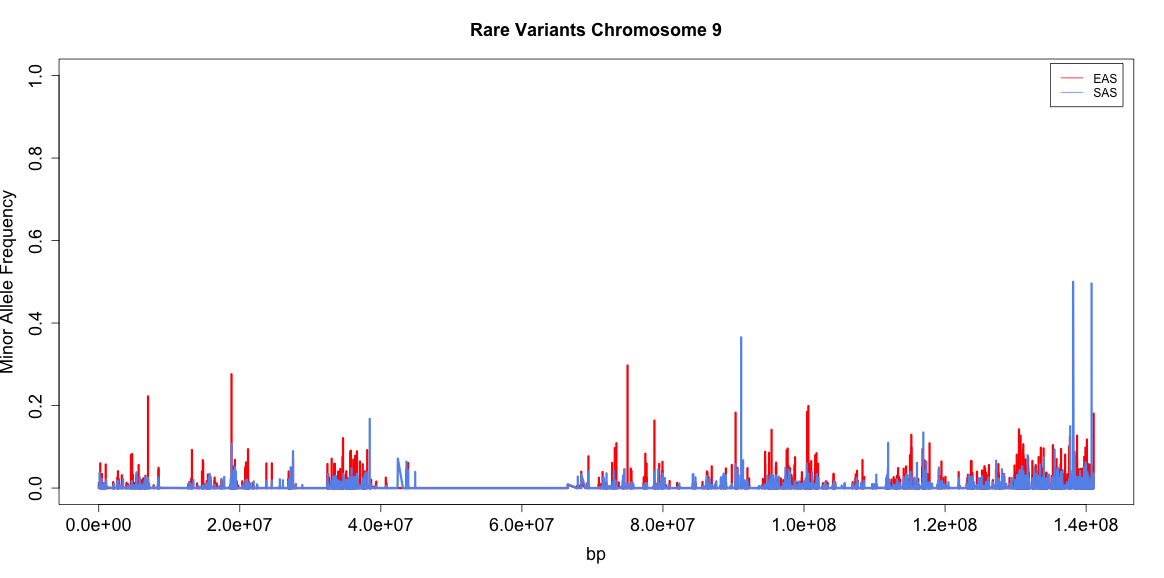 Rare Variants Chromosome 9
EAS
SAS
Minor Allele Frequency
1.0
0.8
0.6
0.4
0.2
0.0
0.0e+00 2.0e+07 4.0e+07 6.0e+07 8.0e+07 1.0e+08 1.2e+08 1.4e+08
bp